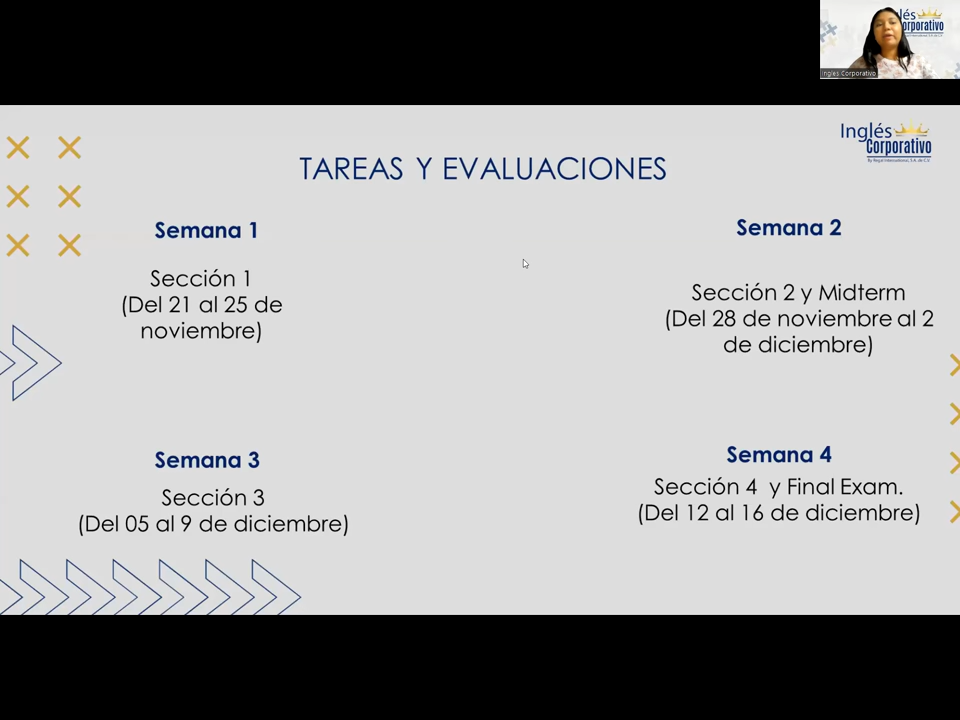 orporativo
Inglés Corporativo
Inglés
Corporativo
By Regal International, S.A. de C.V.
TAREAS Y EVALUACIONES
Semana 1
Sección 1
(Del 21 al 25 de
noviembre)
Semana 2
Sección 2 y Midterm
(Del 28 de noviembre al 2
de diciembre)
Semana 3
Sección 3
(Del 05 al 9 de diciembre)
Semana 4
Sección 4 y Final Exam.
(Del 12 al 16 de diciembre)